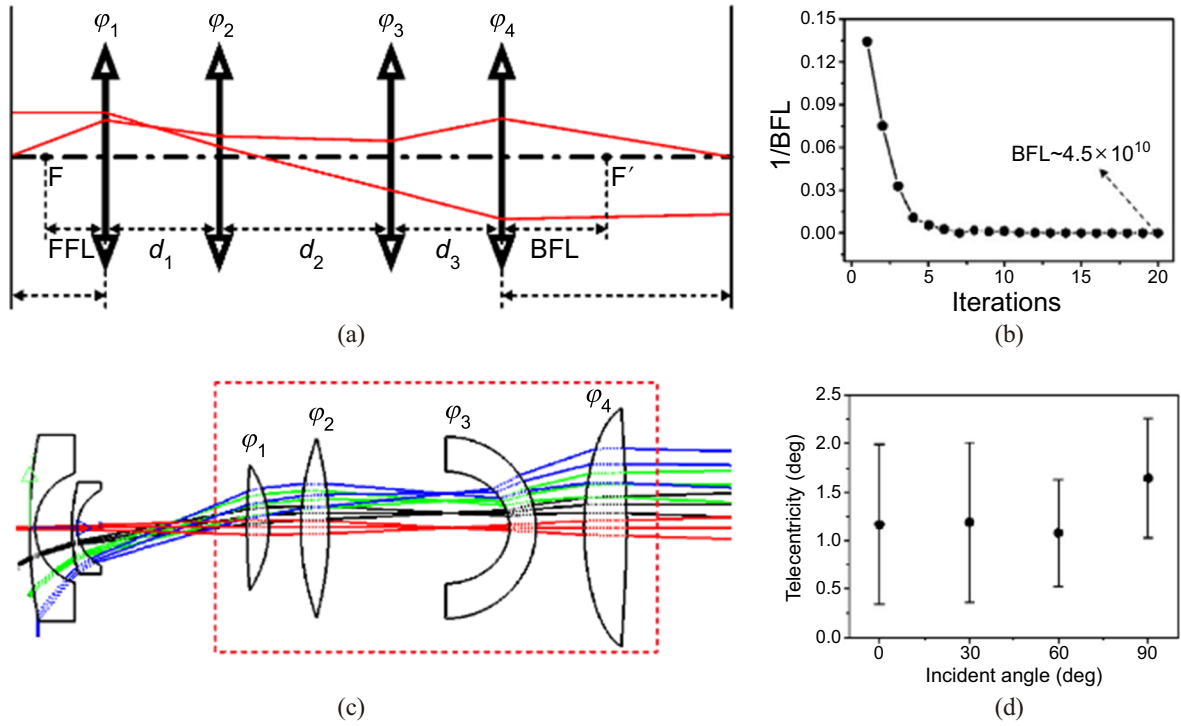 φ1 φ2 φ3 φ4
F F′
FFL d1 d2 d3 BFL
(a)
0.15
0.12
0.09
0.06
0.03
0.00
1/BFL
BFL~4.5×10^10
0 5 10 15 20
Iterations
(b)
φ1 φ2 φ3 φ4
(c)
2.5
2.0
1.5
1.0
0.5
0.0
Telecentricity (deg)
0 30 60 90
Incident angle (deg)
(d)